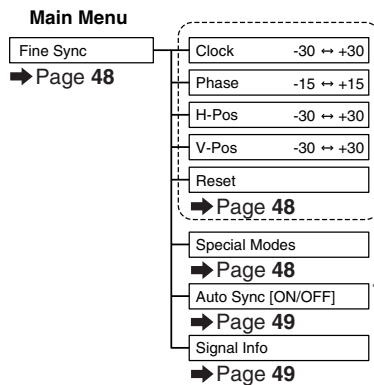 Main Menu
Fine Sync
➡ Page 48
Clock -30 ↔ +30
Phase -15 ↔ +15
H-Pos -30 ↔ +30
V-Pos -30 ↔ +30
Reset
➡ Page 48
Special Modes
➡ Page 48
Auto Sync [ON/OFF]
➡ Page 49
Signal Info
➡ Page 49